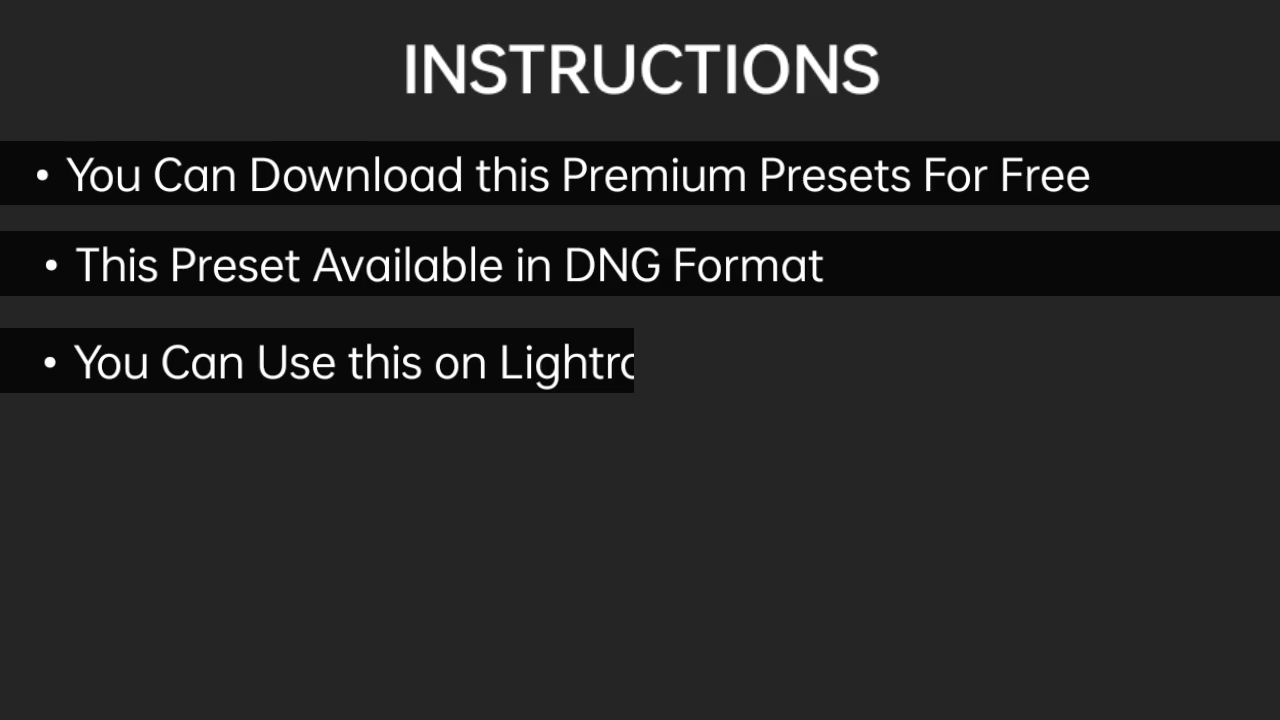 INSTRUCTIONS
• You Can Download this Premium Presets For Free
• This Preset Available in DNG Format
• You Can Use this on